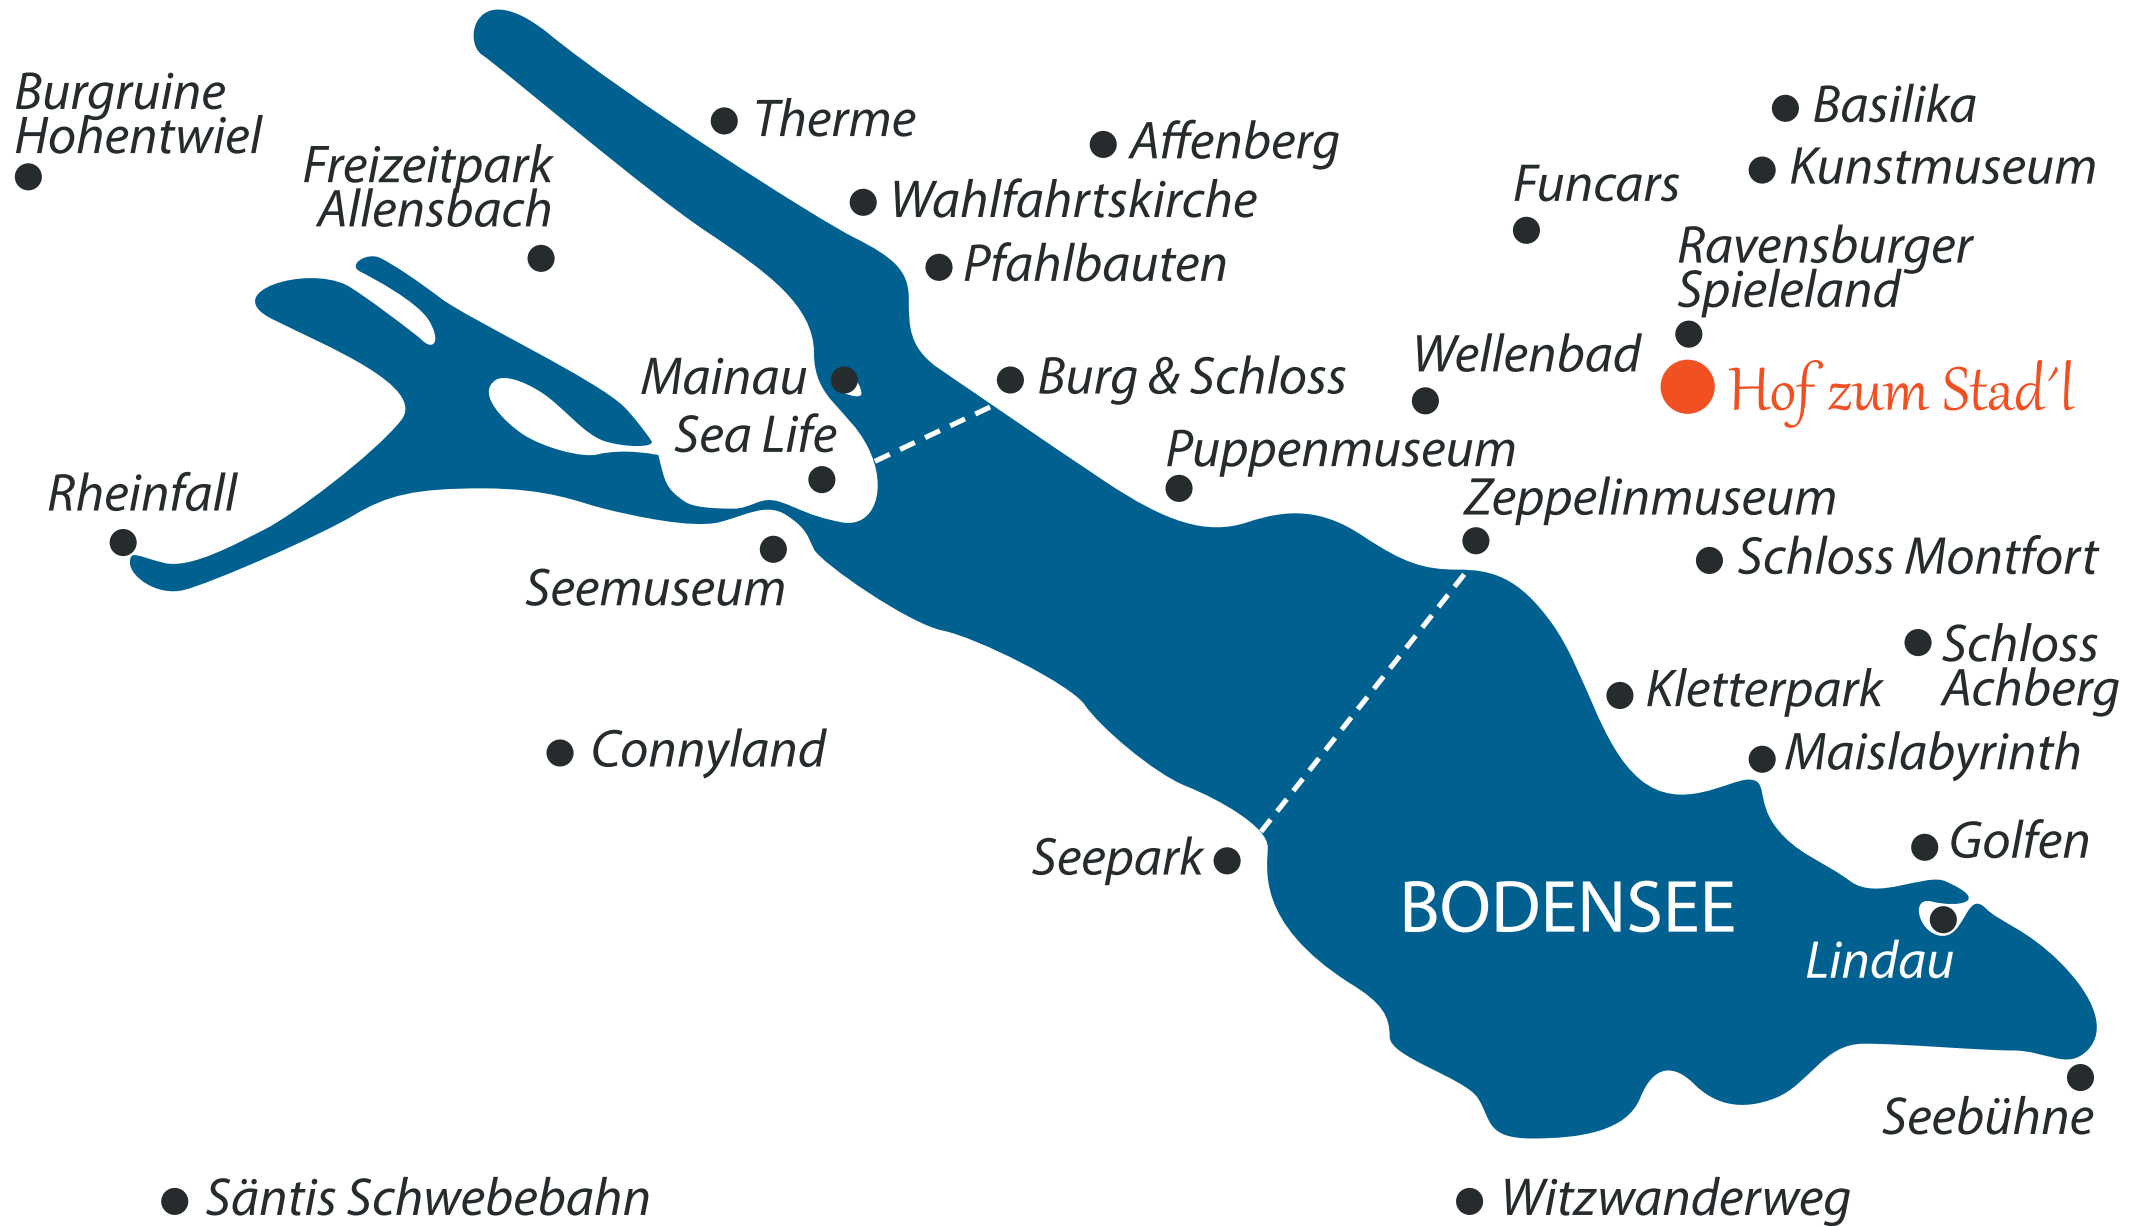 Burgruine
Hohentwiel
Freizeitpark
Allensbach
Therme
Affenberg
Wahlfahrtskirche
Pfahlbauten
Basilika
Kunstmuseum
Funcars
Ravensburger
Spieleland
Wellenbad
Hof zum Stad'l
Mainau
Burg & Schloss
Sea Life
Puppenmuseum
Zeppelinmuseum
Rheinfall
Schloss Montfort
Seemuseum
Schloss
Achberg
Kletterpark
Connyland
Maislabyrinth
Seepark
Golfen
BODENSEE
Lindau
Seebühne
Säntis Schwebebahn
Witzwanderweg